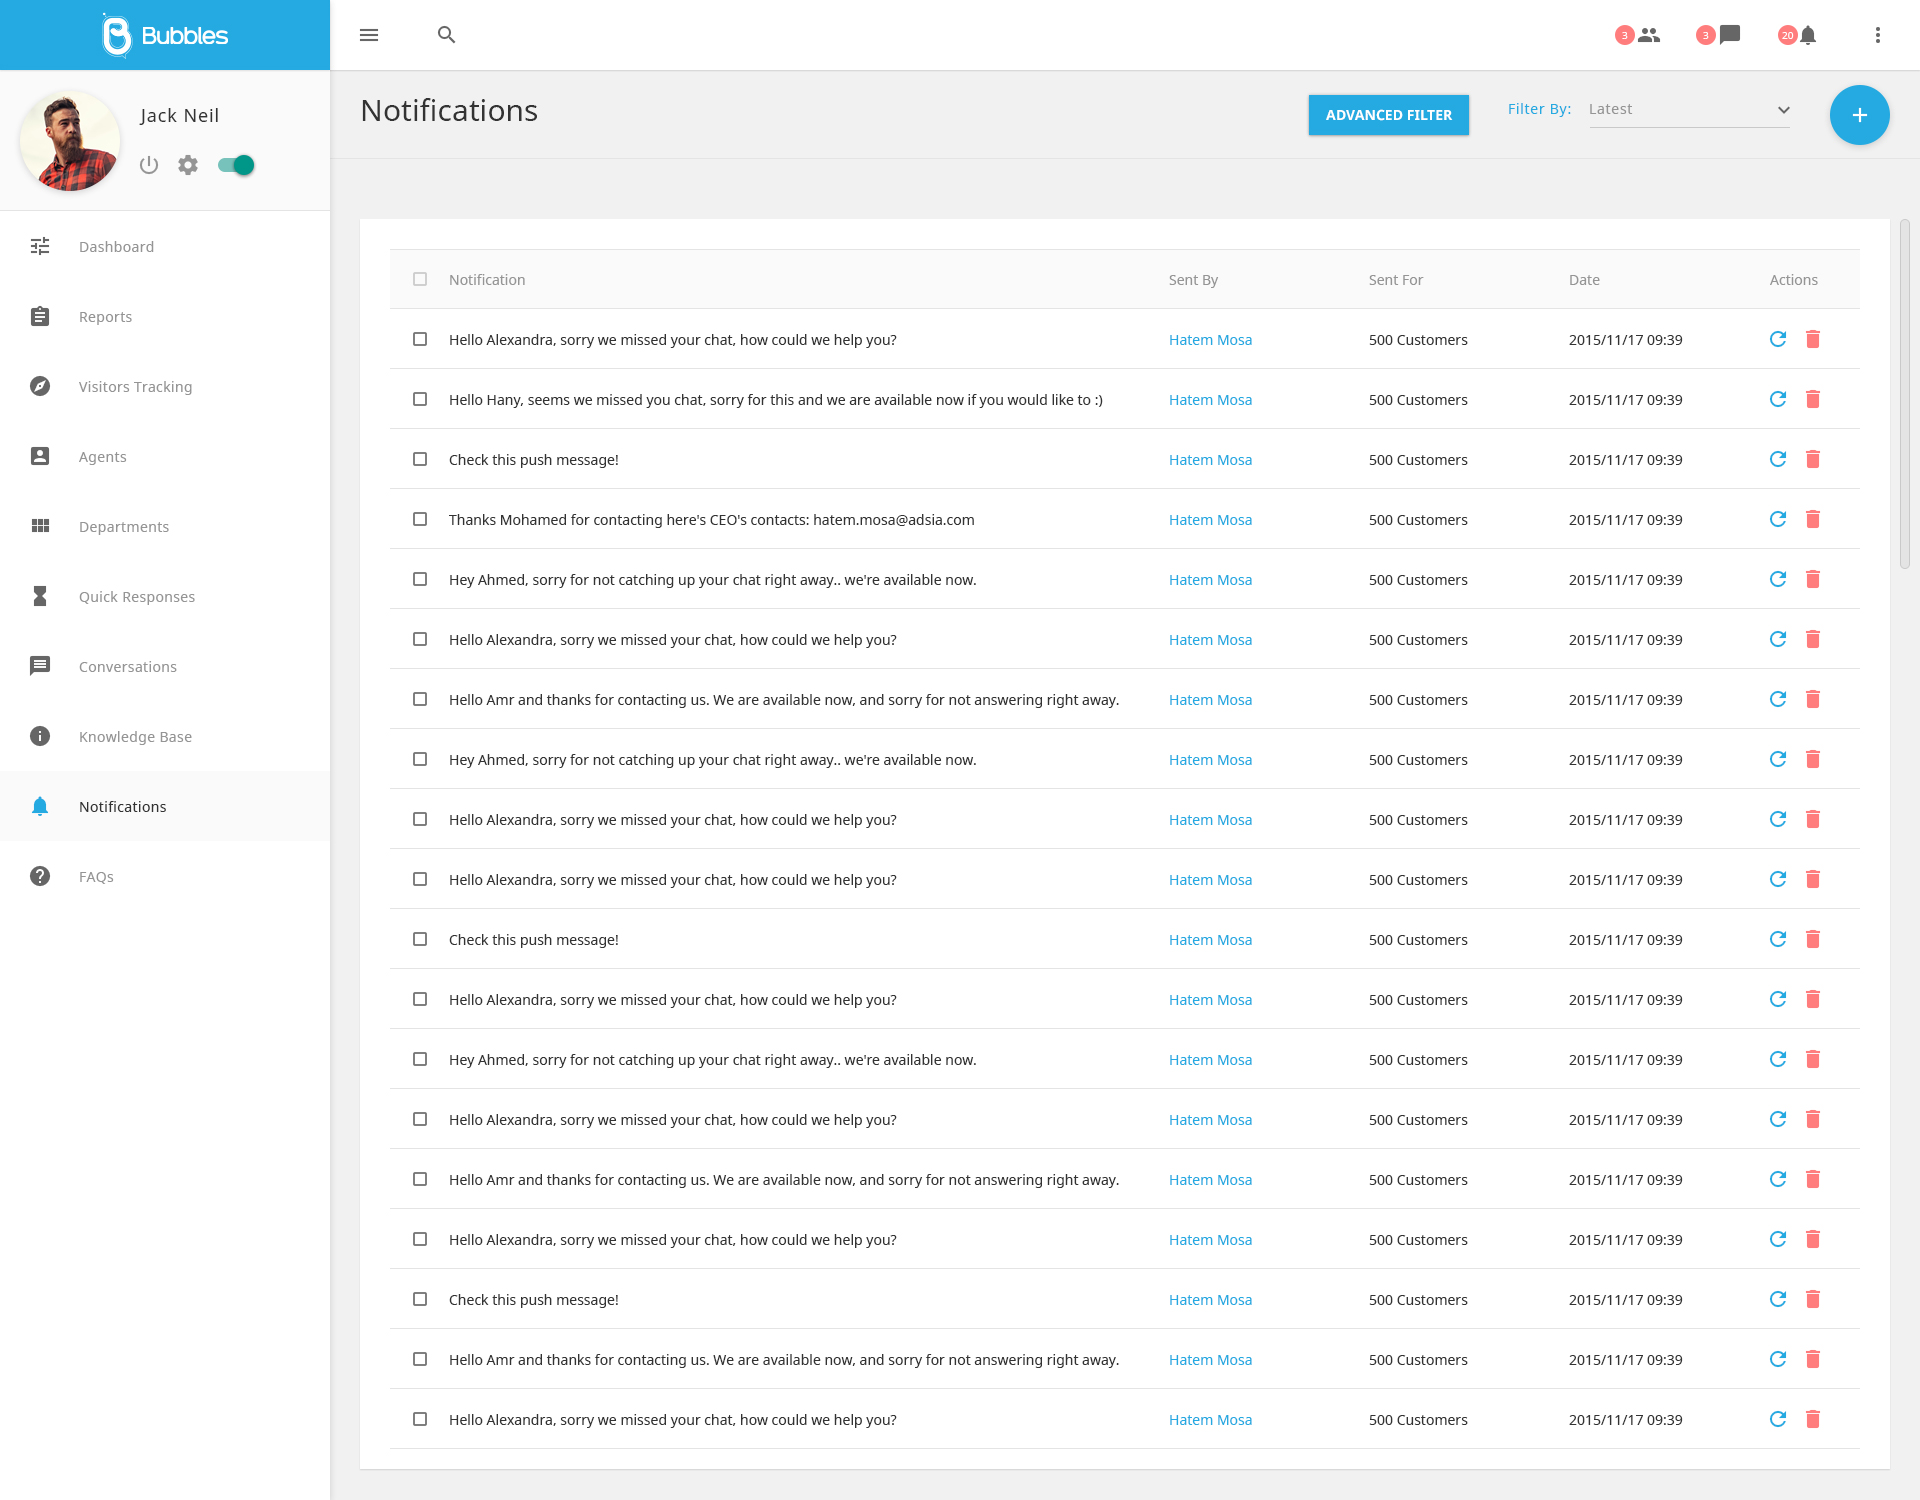 Bubbles
3
3
20
Jack Neil
Notifications
ADVANCED FILTER
Filter By:
Latest
Dashboard
Reports
Visitors Tracking
Agents
Departments
Quick Responses
Conversations
Knowledge Base
Notifications
FAQs
Notification Sent By Sent For Date Actions
Hello Alexandra, sorry we missed your chat, how could we help you? Hatem Mosa 500 Customers 2015/11/17 09:39
Hello Hany, seems we missed you chat, sorry for this and we are available now if you would like to :) Hatem Mosa 500 Customers 2015/11/17 09:39
Check this push message! Hatem Mosa 500 Customers 2015/11/17 09:39
Thanks Mohamed for contacting here's CEO's contacts: hatem.mosa@adsia.com Hatem Mosa 500 Customers 2015/11/17 09:39
Hey Ahmed, sorry for not catching up your chat right away.. we're available now. Hatem Mosa 500 Customers 2015/11/17 09:39
Hello Alexandra, sorry we missed your chat, how could we help you? Hatem Mosa 500 Customers 2015/11/17 09:39
Hello Amr and thanks for contacting us. We are available now, and sorry for not answering right away. Hatem Mosa 500 Customers 2015/11/17 09:39
Hey Ahmed, sorry for not catching up your chat right away.. we're available now. Hatem Mosa 500 Customers 2015/11/17 09:39
Hello Alexandra, sorry we missed your chat, how could we help you? Hatem Mosa 500 Customers 2015/11/17 09:39
Hello Alexandra, sorry we missed your chat, how could we help you? Hatem Mosa 500 Customers 2015/11/17 09:39
Check this push message! Hatem Mosa 500 Customers 2015/11/17 09:39
Hello Alexandra, sorry we missed your chat, how could we help you? Hatem Mosa 500 Customers 2015/11/17 09:39
Hey Ahmed, sorry for not catching up your chat right away.. we're available now. Hatem Mosa 500 Customers 2015/11/17 09:39
Hello Alexandra, sorry we missed your chat, how could we help you? Hatem Mosa 500 Customers 2015/11/17 09:39
Hello Amr and thanks for contacting us. We are available now, and sorry for not answering right away. Hatem Mosa 500 Customers 2015/11/17 09:39
Hello Alexandra, sorry we missed your chat, how could we help you? Hatem Mosa 500 Customers 2015/11/17 09:39
Check this push message! Hatem Mosa 500 Customers 2015/11/17 09:39
Hello Amr and thanks for contacting us. We are available now, and sorry for not answering right away. Hatem Mosa 500 Customers 2015/11/17 09:39
Hello Alexandra, sorry we missed your chat, how could we help you? Hatem Mosa 500 Customers 2015/11/17 09:39